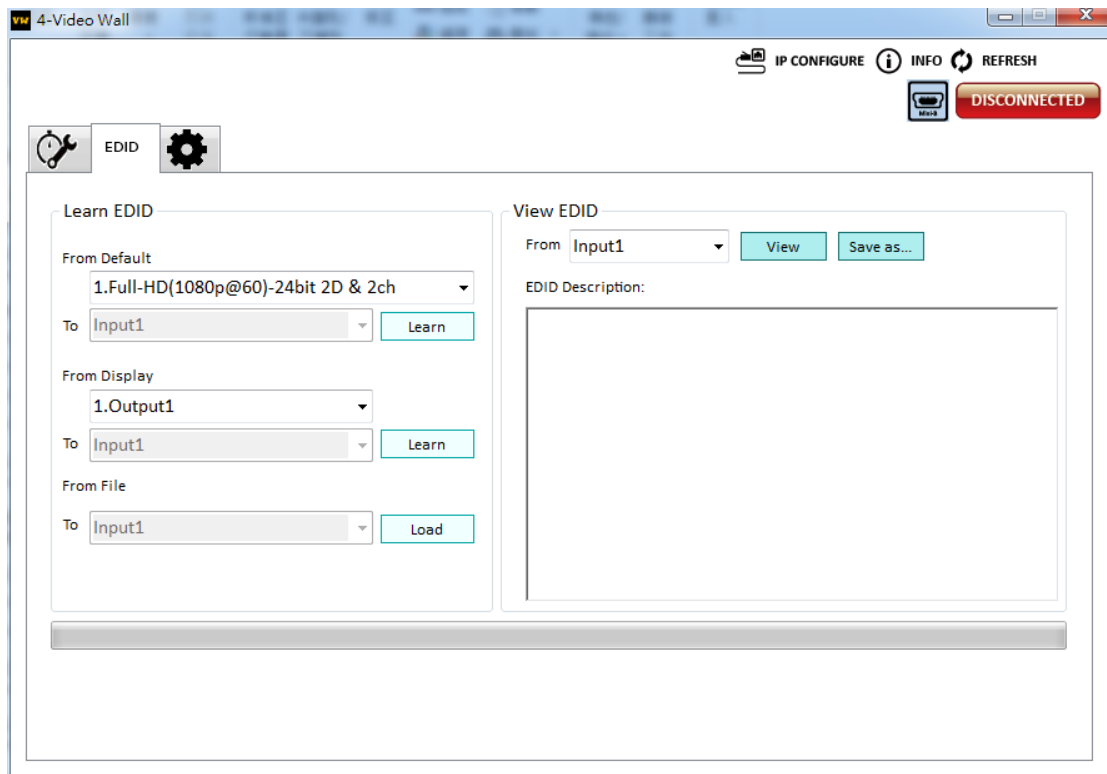 VW 4-Video Wall
IP CONFIGURE INFO REFRESH
DISCONNECTED
EDID
Learn EDID
From Default
1.Full-HD(1080p@60)-24bit 2D & 2ch
To Input1 Learn
From Display
1.Output1
To Input1 Learn
From File
To Input1 Load
View EDID
From Input1 View Save as...
EDID Description: